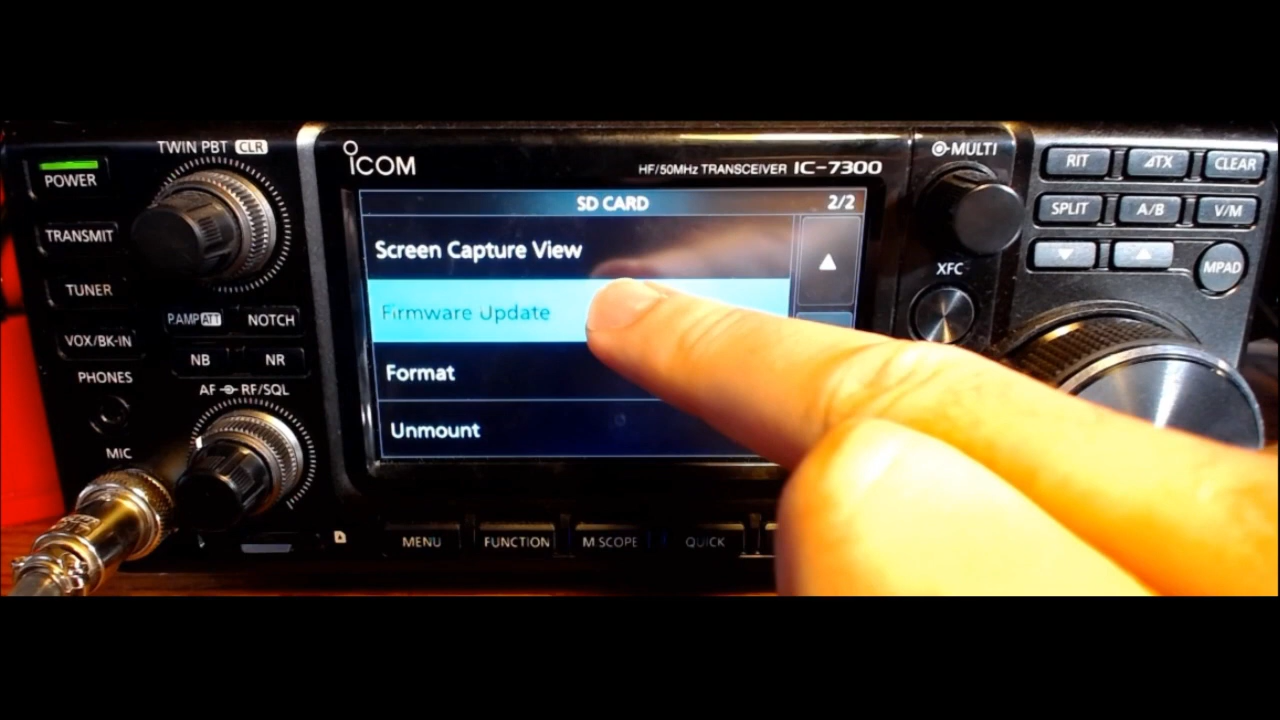 TWIN PBT CLR
POWER
TRANSMIT
TUNER
VOX/BK-IN
PHONES
MIC
P.AMP ATT
NOTCH
NB
NR
AF RF/SQL
ICOM
HF/50MHz TRANSCEIVER IC-7300
SD CARD 2/2
Screen Capture View
Firmware Update
Format
Unmount
MENU
FUNCTION
M.SCOPE
QUICK
MULTI
XFC
RIT
ΔTX
CLEAR
SPLIT
A/B
V/M
MPAD